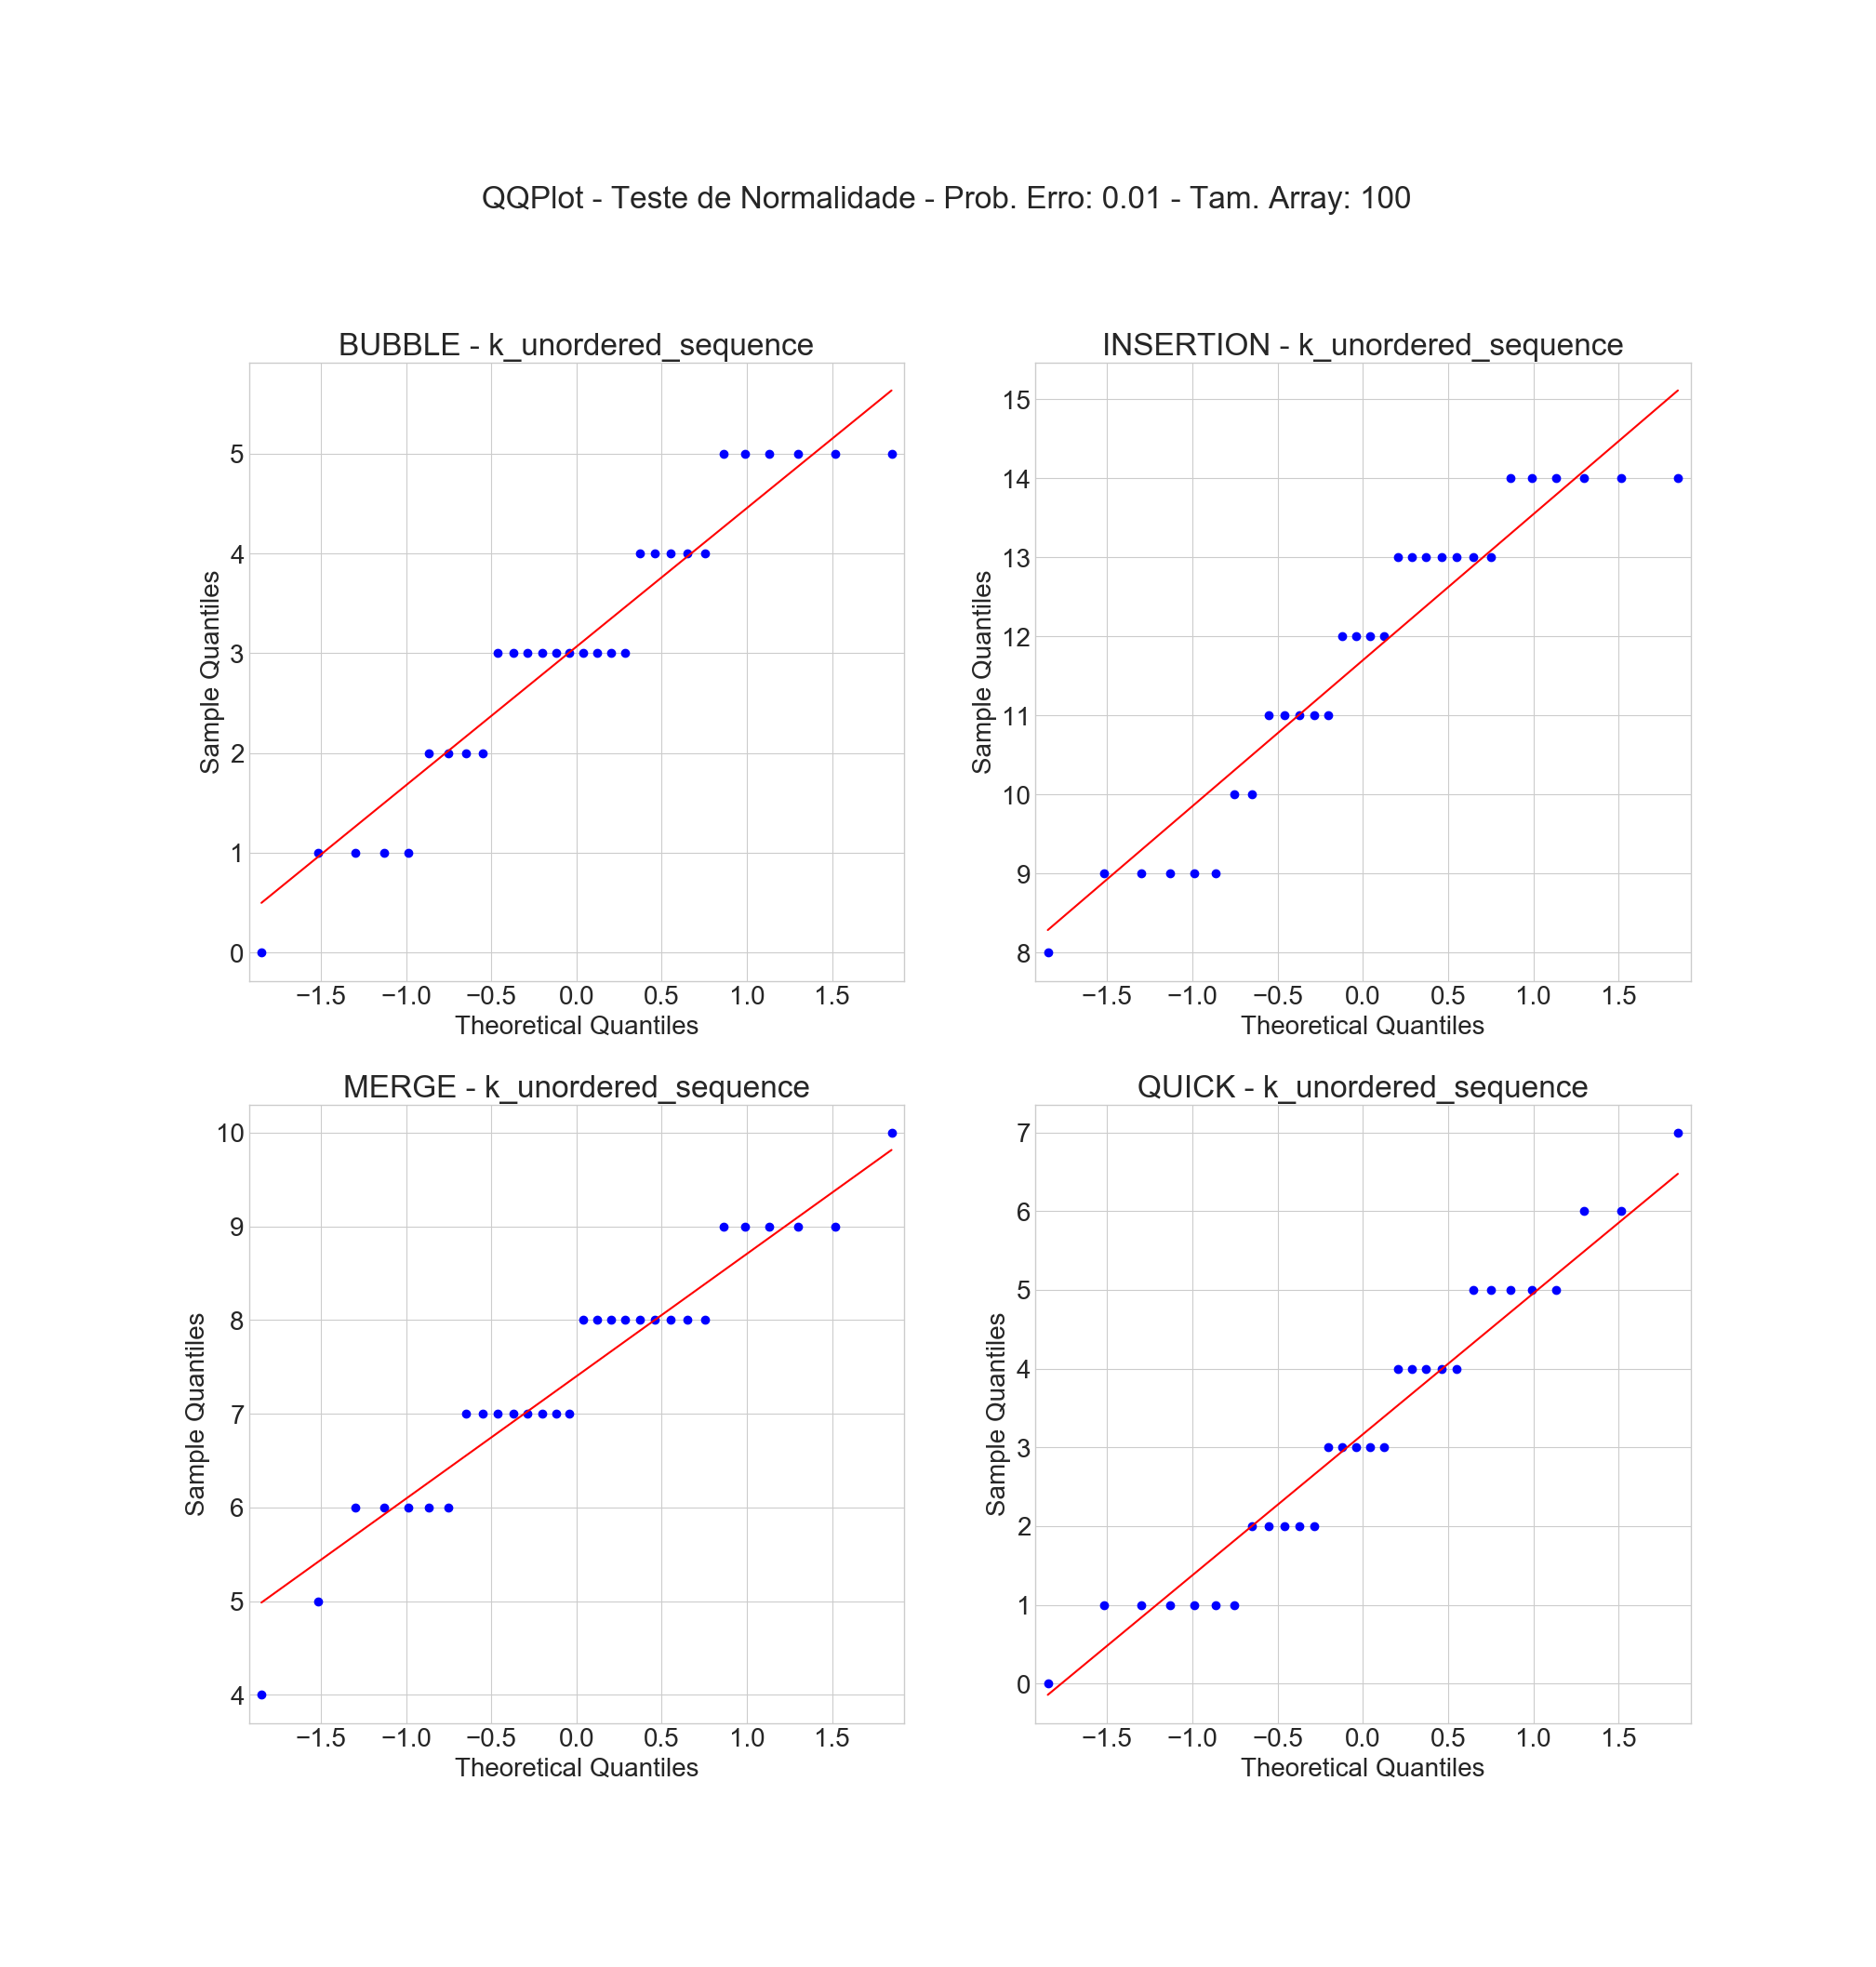 QQPlot - Teste de Normalidade - Prob. Erro: 0.01 - Tam. Array: 100
BUBBLE - k_unordered_sequence
Sample Quantiles
5
4
3
2
1
0
−1.5 −1.0 −0.5 0.0 0.5 1.0 1.5
Theoretical Quantiles
INSERTION - k_unordered_sequence
Sample Quantiles
15
14
13
12
11
10
9
8
−1.5 −1.0 −0.5 0.0 0.5 1.0 1.5
Theoretical Quantiles
MERGE - k_unordered_sequence
Sample Quantiles
10
9
8
7
6
5
4
−1.5 −1.0 −0.5 0.0 0.5 1.0 1.5
Theoretical Quantiles
QUICK - k_unordered_sequence
Sample Quantiles
7
6
5
4
3
2
1
0
−1.5 −1.0 −0.5 0.0 0.5 1.0 1.5
Theoretical Quantiles